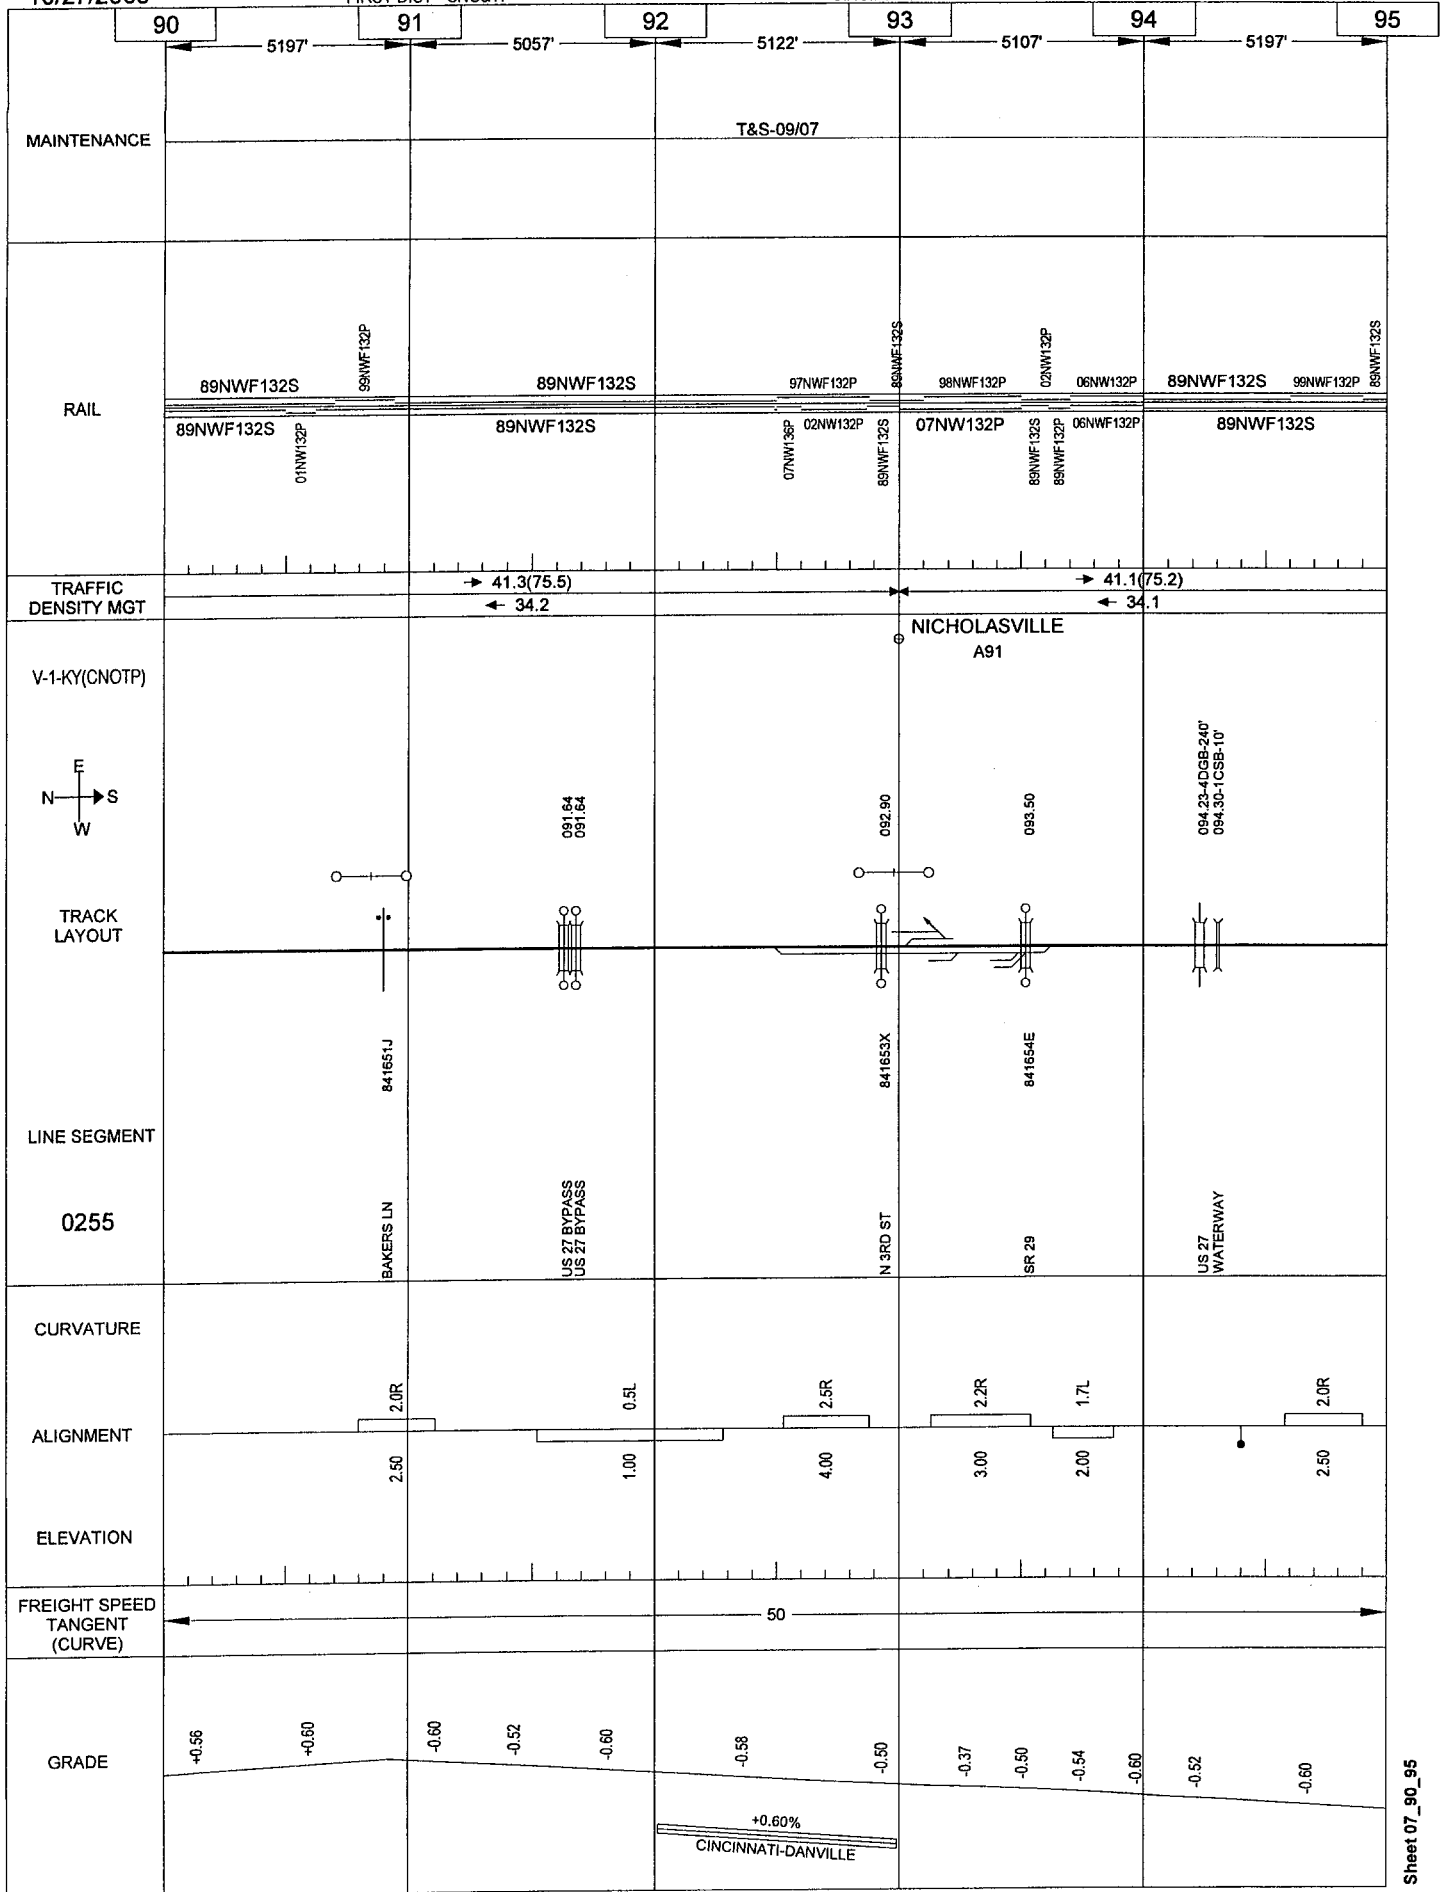 90 91 92 93 94 95
5197' 5057' 5122' 5107' 5197'
MAINTENANCE
T&S-09/07
RAIL
99NWF132P
89NWF132S
02NW132P
89NWF132S
89NWF132S 89NWF132S 97NWF132P 98NWF132P 06NW132P 89NWF132S 99NWF132P
89NWF132S 89NWF132S 02NW132P 07NW132P 06NWF132P 89NWF132S
01NW132P
07NW136P
89NWF132S
89NWF132S
89NWF132P
TRAFFIC
DENSITY MGT
→ 41.3(75.5) → 41.1(75.2)
← 34.2 ← 34.1
NICHOLASVILLE
A91
V-1-KY(CNOTP)
E
N S
W
091.64
091.64
092.90
093.50
094.23-4DGB-240'
094.30-1CSB-10'
TRACK
LAYOUT
841651J
841653X
841654E
LINE SEGMENT
0255
BAKERS LN
US 27 BYPASS
US 27 BYPASS
N 3RD ST
SR 29
US 27
WATERWAY
CURVATURE
2.0R 0.5L 2.5R 2.2R 1.7L 2.0R
ALIGNMENT
2.50 1.00 4.00 3.00 2.00 2.50
ELEVATION
FREIGHT SPEED
TANGENT
(CURVE)
50
GRADE
+0.56 +0.60 -0.60 -0.52 -0.60 -0.58 -0.50 -0.37 -0.50 -0.54 -0.60 -0.52 -0.60
+0.60%
CINCINNATI-DANVILLE
Sheet 07_90_95